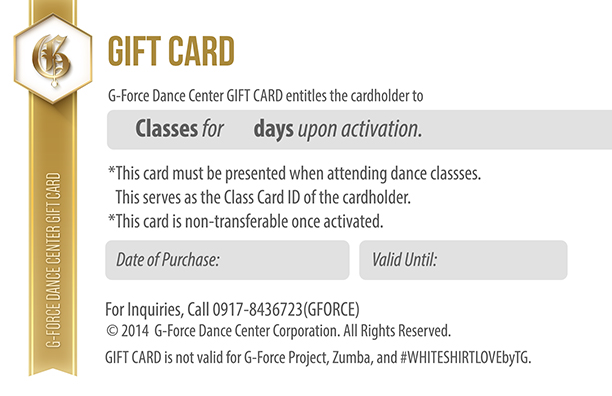 G
GIFT CARD
G-Force Dance Center GIFT CARD entitles the cardholder to
Classes for days upon activation.
*This card must be presented when attending dance classses.
This serves as the Class Card ID of the cardholder.
*This card is non-transferable once activated.
Date of Purchase: Valid Until:
For Inquiries, Call 0917-8436723(GFORCE)
© 2014 G-Force Dance Center Corporation. All Rights Reserved.
GIFT CARD is not valid for G-Force Project, Zumba, and #WHITESHIRTLOVEbyTG.
G-FORCE DANCE CENTER GIFT CARD